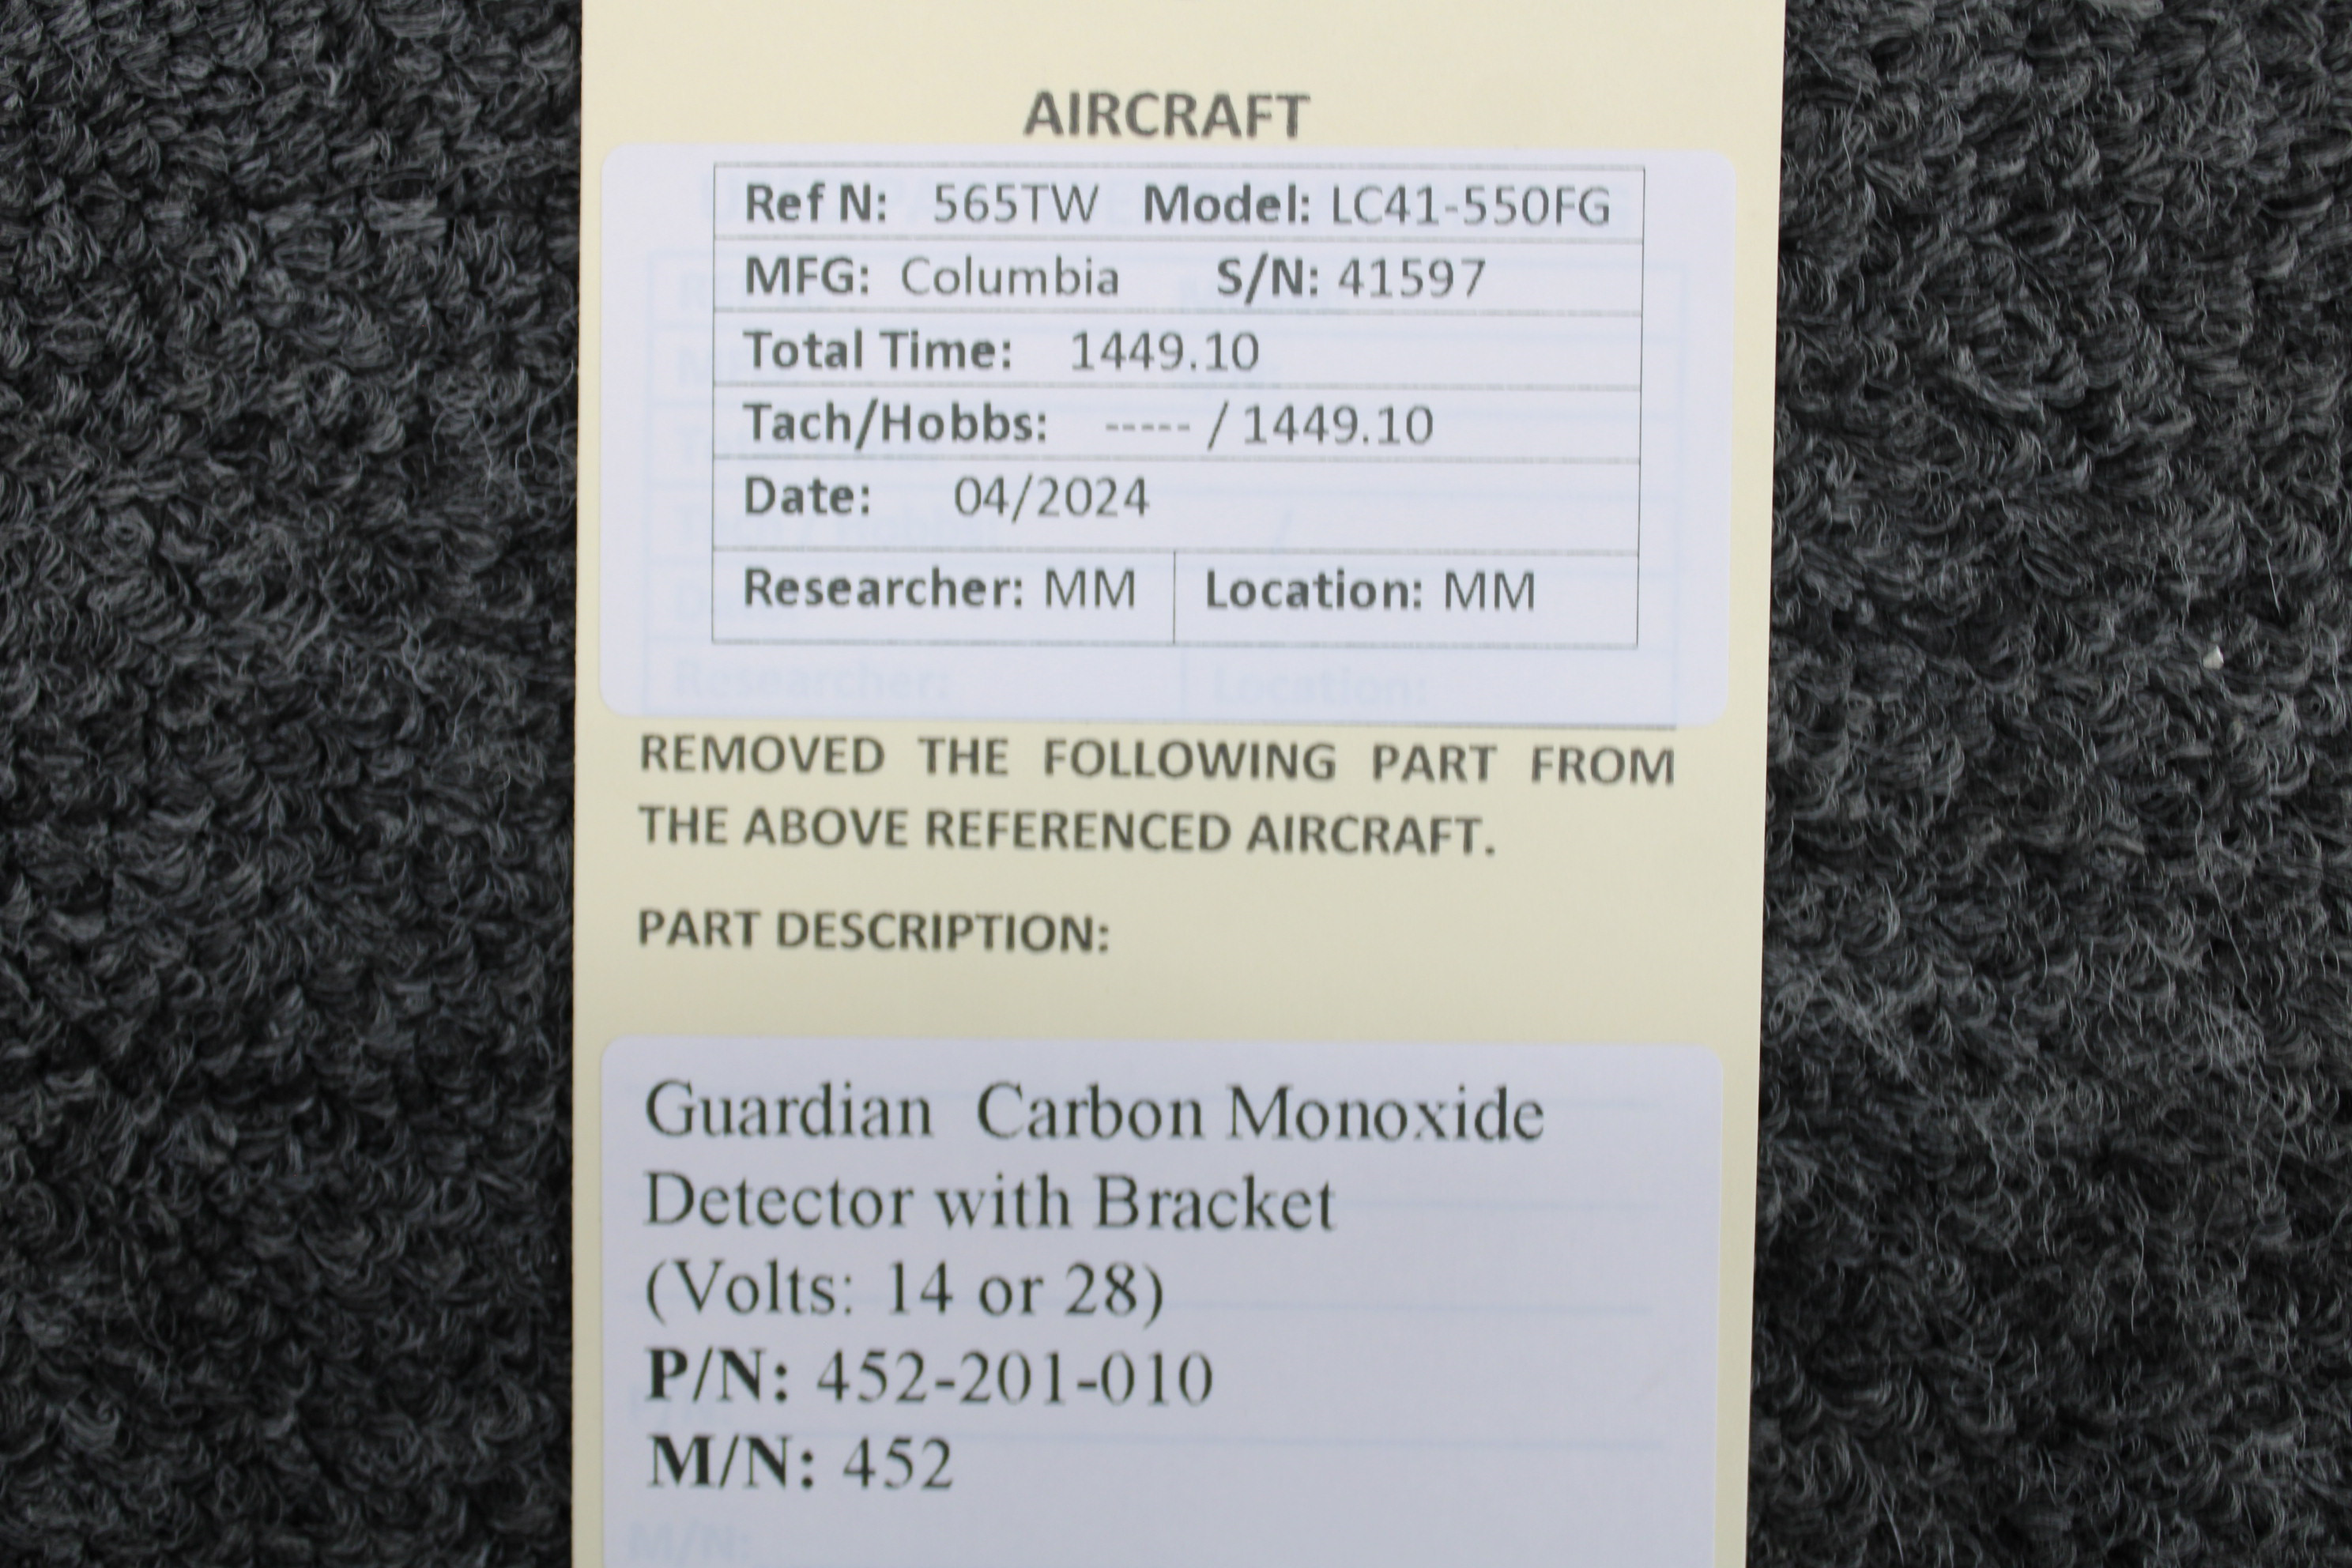 AIRCRAFT
Ref N: 565TW Model: LC41-550FG
MFG: Columbia S/N: 41597
Total Time: 1449.10
Tach/Hobbs: ----- / 1449.10
Date: 04/2024
Researcher: MM Location: MM
Researcher: Location:
REMOVED THE FOLLOWING PART FROM
THE ABOVE REFERENCED AIRCRAFT.
PART DESCRIPTION:
Guardian Carbon Monoxide
Detector with Bracket
(Volts: 14 or 28)
P/N: 452-201-010
M/N: 452
M/N: